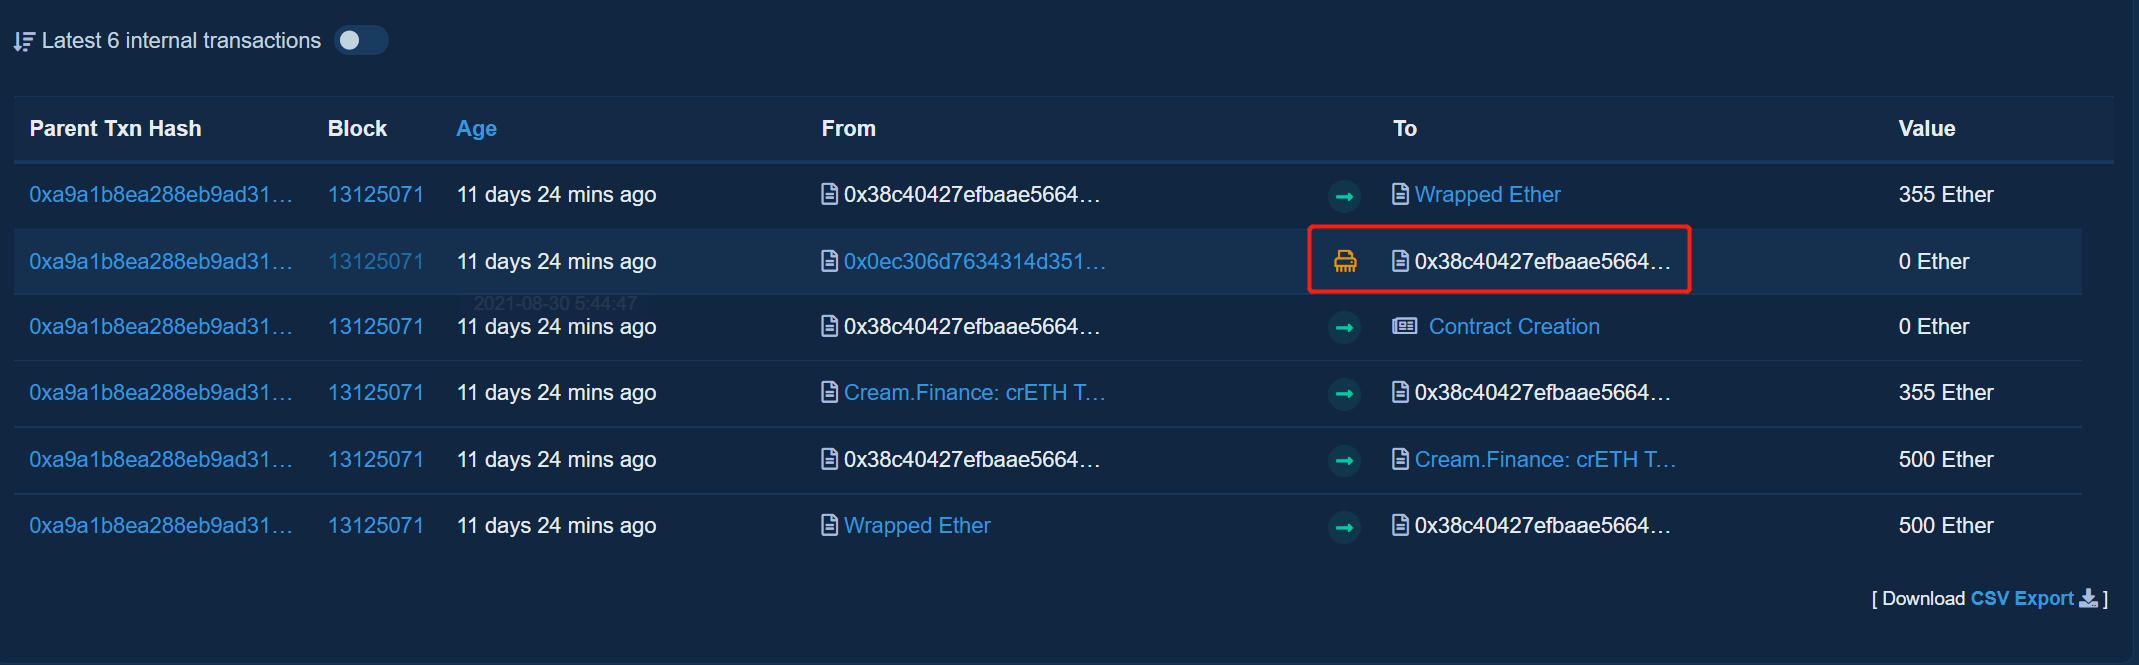 Latest 6 internal transactions
Parent Txn Hash Block Age From To Value
0xa9a1b8ea288eb9ad31... 13125071 11 days 24 mins ago 0x38c40427efbaae5664... Wrapped Ether 355 Ether
0xa9a1b8ea288eb9ad31... 13125071 11 days 24 mins ago 0x0ec306d7634314d351... 0x38c40427efbaae5664... 0 Ether
2021-08-30 5:44:47
0xa9a1b8ea288eb9ad31... 13125071 11 days 24 mins ago 0x38c40427efbaae5664... Contract Creation 0 Ether
0xa9a1b8ea288eb9ad31... 13125071 11 days 24 mins ago Cream.Finance: crETH T... 0x38c40427efbaae5664... 355 Ether
0xa9a1b8ea288eb9ad31... 13125071 11 days 24 mins ago 0x38c40427efbaae5664... Cream.Finance: crETH T... 500 Ether
0xa9a1b8ea288eb9ad31... 13125071 11 days 24 mins ago Wrapped Ether 0x38c40427efbaae5664... 500 Ether
[ Download CSV Export ]